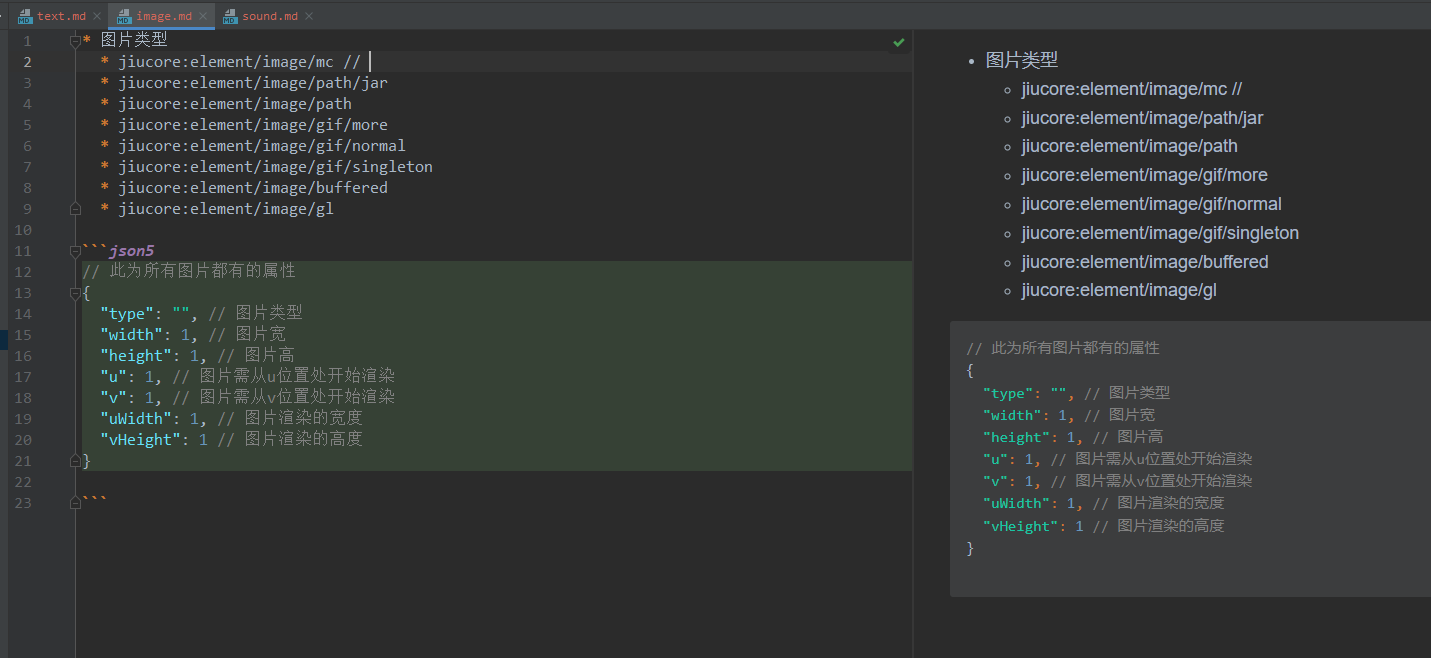 text.md
image.md
sound.md
1 * 图片类型
2 * jiucore:element/image/mc //
3 * jiucore:element/image/path/jar
4 * jiucore:element/image/path
5 * jiucore:element/image/gif/more
6 * jiucore:element/image/gif/normal
7 * jiucore:element/image/gif/singleton
8 * jiucore:element/image/buffered
9 * jiucore:element/image/gl
10
11 ```json5
12 // 此为所有图片都有的属性
13 {
14 "type": "", // 图片类型
15 "width": 1, // 图片宽
16 "height": 1, // 图片高
17 "u": 1, // 图片需从u位置处开始渲染
18 "v": 1, // 图片需从v位置处开始渲染
19 "uWidth": 1, // 图片渲染的宽度
20 "vHeight": 1 // 图片渲染的高度
21 }
22
23 ```
• 图片类型
◦ jiucore:element/image/mc //
◦ jiucore:element/image/path/jar
◦ jiucore:element/image/path
◦ jiucore:element/image/gif/more
◦ jiucore:element/image/gif/normal
◦ jiucore:element/image/gif/singleton
◦ jiucore:element/image/buffered
◦ jiucore:element/image/gl
// 此为所有图片都有的属性
{
"type": "", // 图片类型
"width": 1, // 图片宽
"height": 1, // 图片高
"u": 1, // 图片需从u位置处开始渲染
"v": 1, // 图片需从v位置处开始渲染
"uWidth": 1, // 图片渲染的宽度
"vHeight": 1 // 图片渲染的高度
}